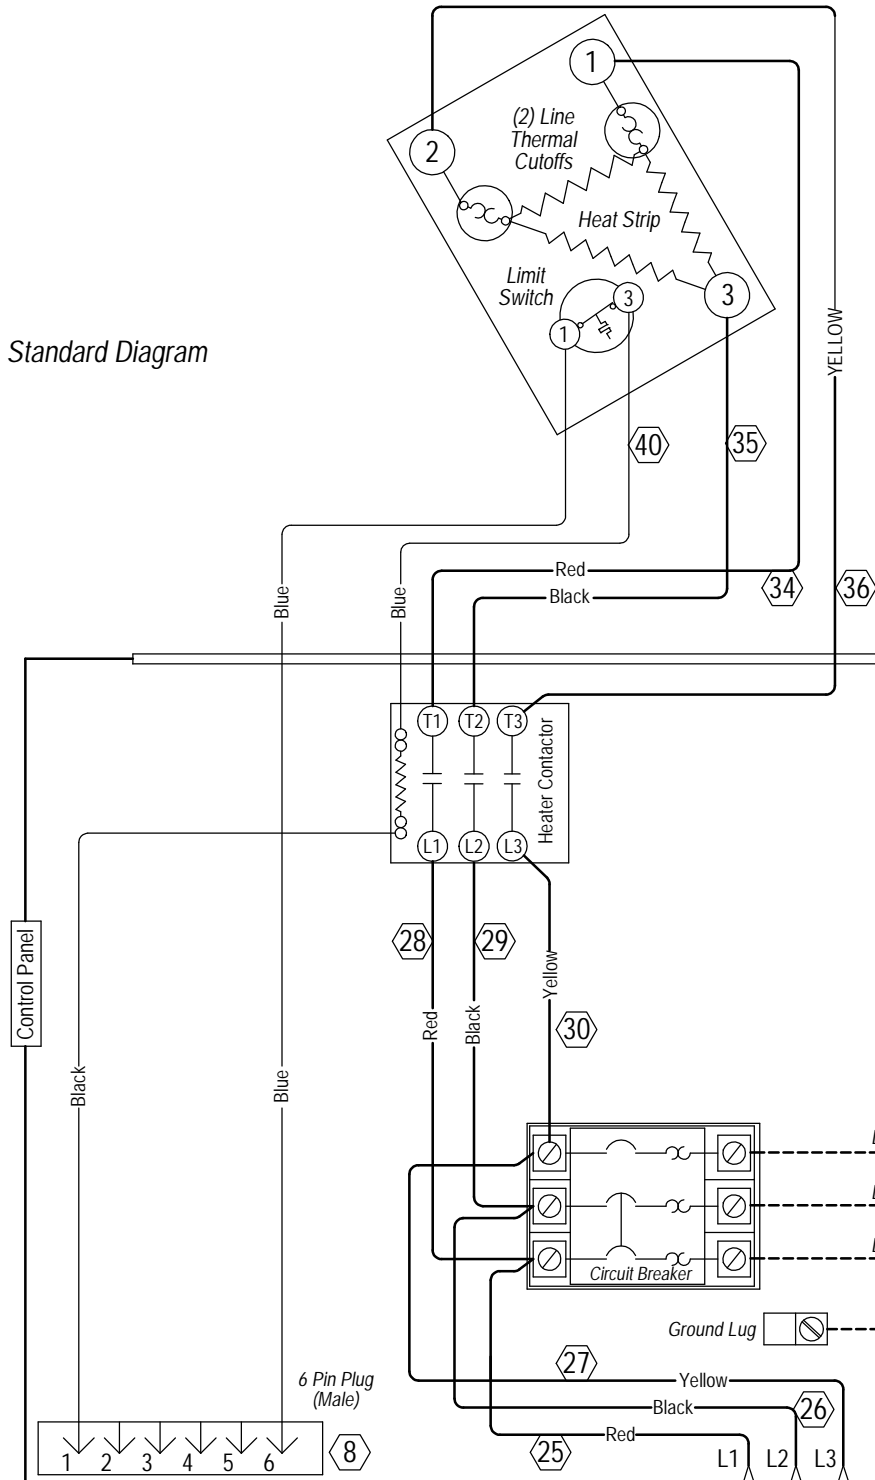 1
(2) Line
Thermal
Cutoffs
2
Heat Strip
Limit
Switch
3
3
1
YELLOW
Standard Diagram
40
35
Red
34
36
Blue
Blue
Black
T1
T2
T3
Heater Contactor
L1
L2
L3
28
29
Control Panel
Yellow
Red
Black
30
Black
Blue
Circuit Breaker
Ground Lug
27
6 Pin Plug
(Male)
Yellow
Black
26
Red
25
1 2 3 4 5 6
8
L1 L2 L3